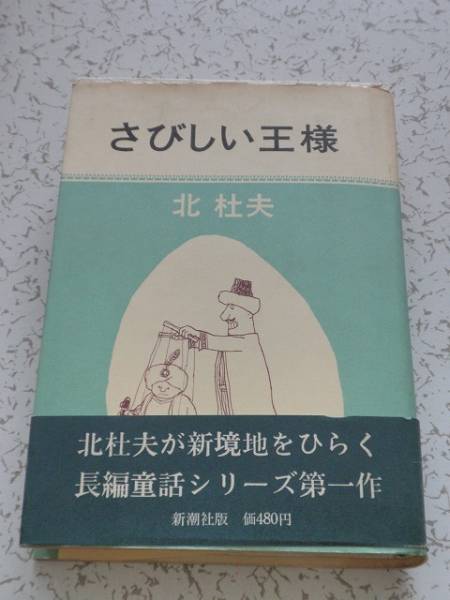 さびしい王様
北 杜夫
北杜夫が新境地をひらく
長編童話シリーズ第一作
新潮社版 価480円